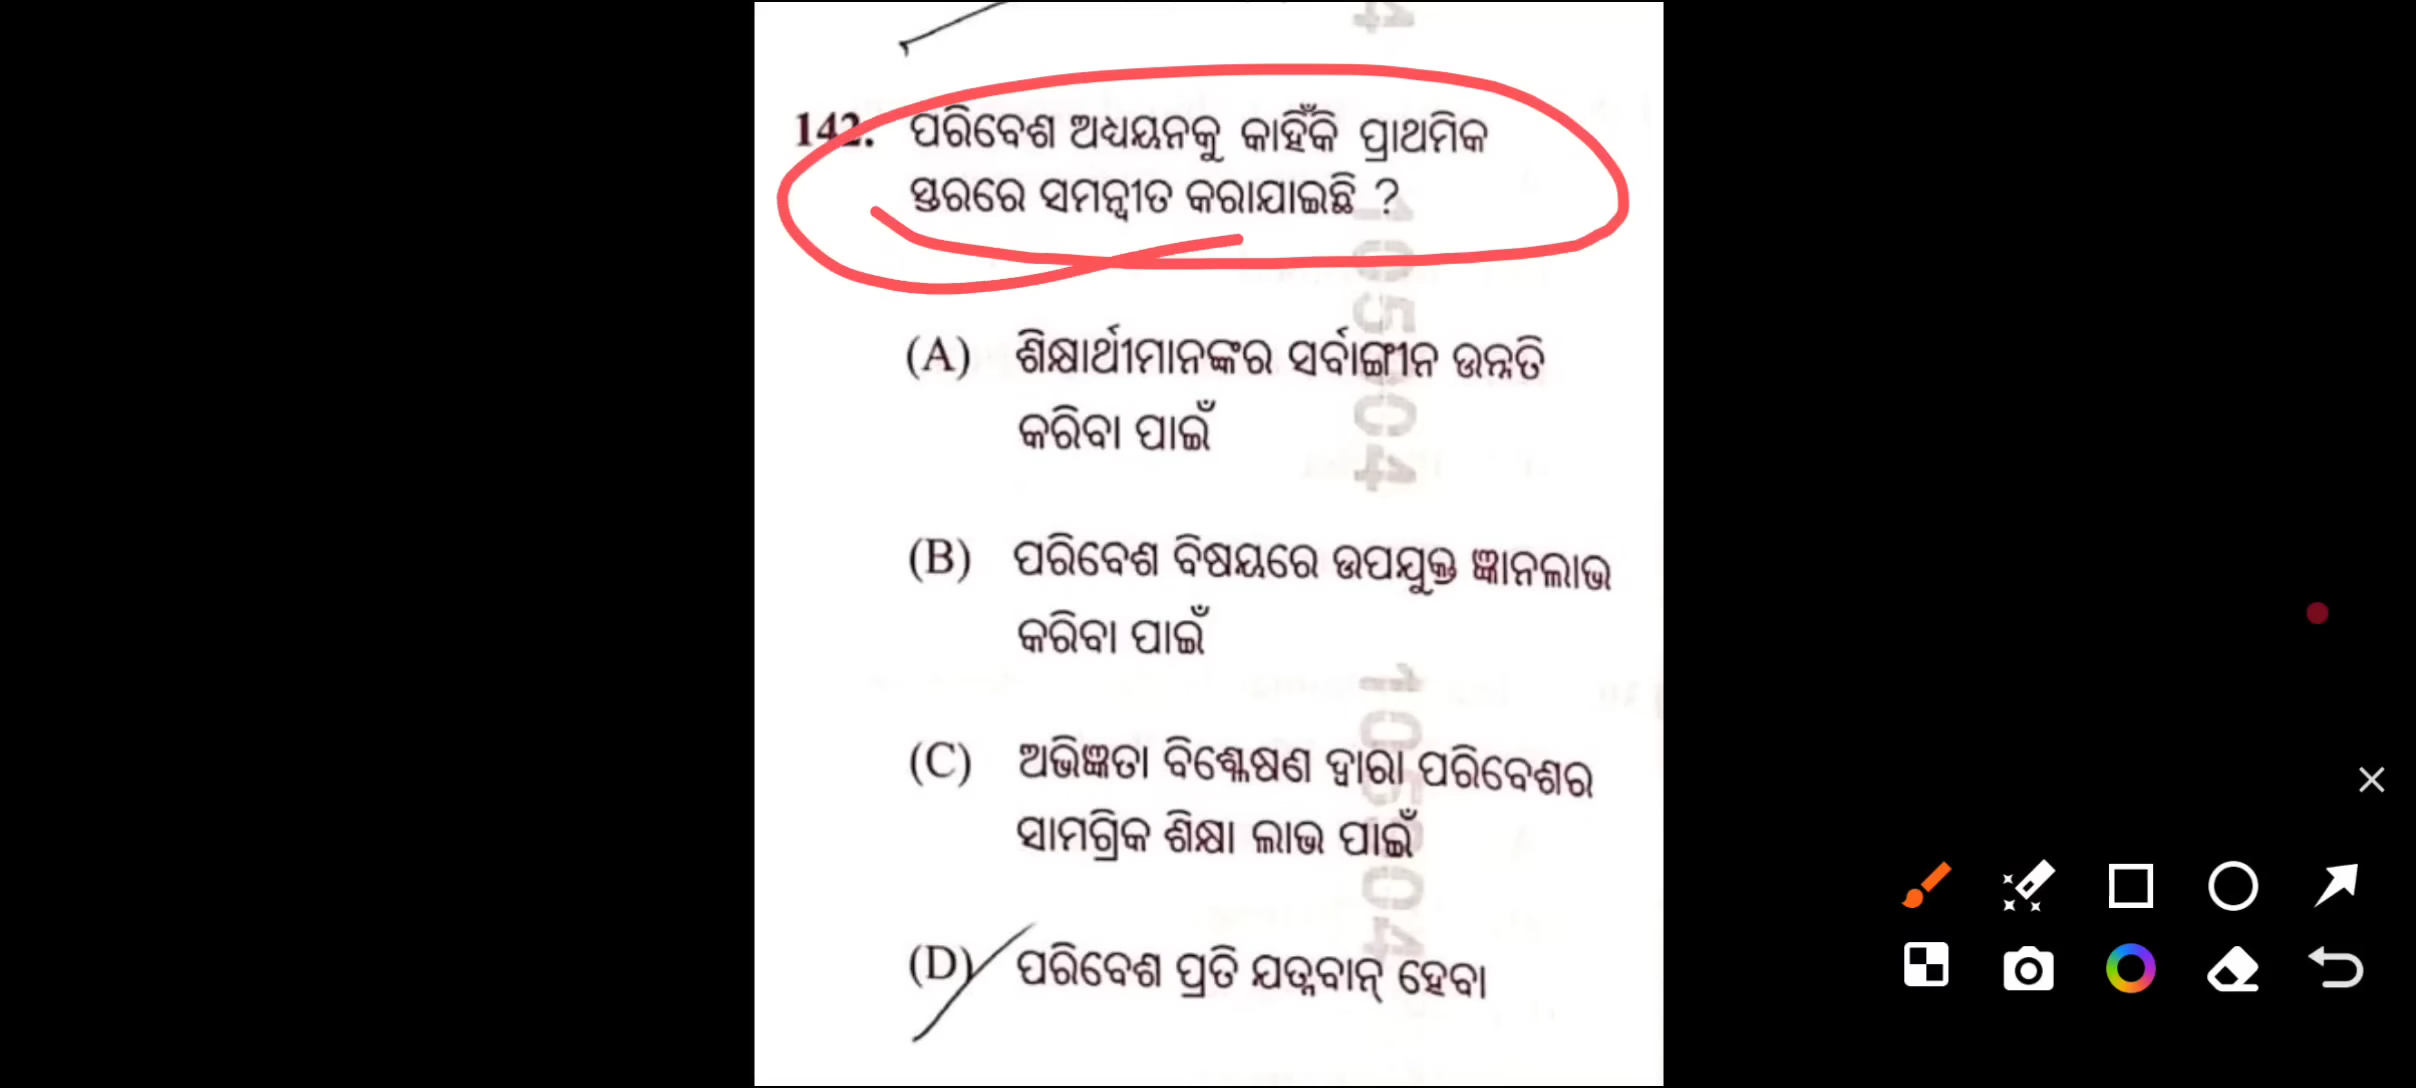 142. ପରିବେଶ ଅଧ୍ୟୟନକୁ କାହିଁକି ପ୍ରାଥମିକ
ସ୍ତରରେ ସମନ୍ଵୀତ କରାଯାଇଛି ?
(A) ଶିକ୍ଷାର୍ଥୀମାନଙ୍କର ସର୍ବାଙ୍ଗୀନ ଉନ୍ନତି
କରିବା ପାଇଁ
(B) ପରିବେଶ ବିଷୟରେ ଉପଯୁକ୍ତ ଜ୍ଞାନଲାଭ
କରିବା ପାଇଁ
(C) ଅଭିଜ୍ଞତା ବିଶ୍ଳେଷଣ ଦ୍ୱାରା ପରିବେଶର
ସାମଗ୍ରିକ ଶିକ୍ଷା ଲାଭ ପାଇଁ
(D) ପରିବେଶ ପ୍ରତି ଯତ୍ନବାନ୍ ହେବା